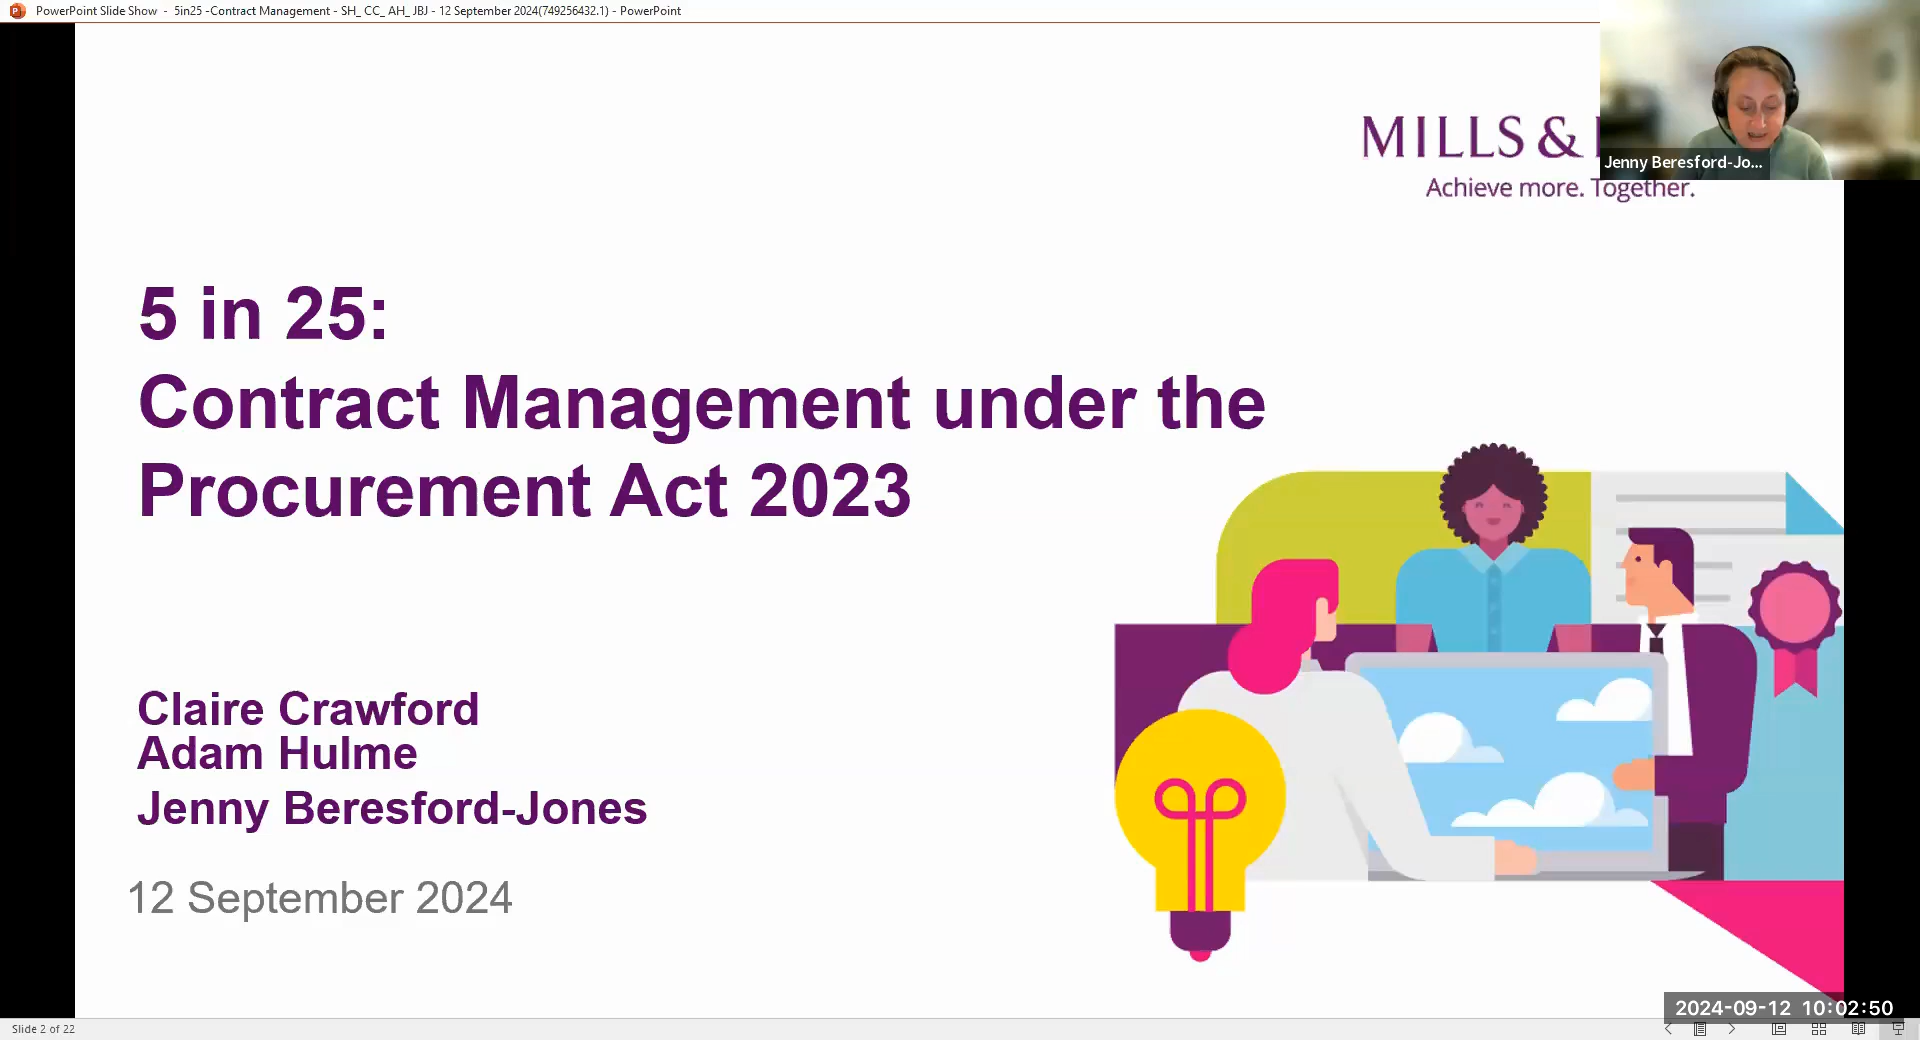 PowerPoint Slide Show - 5in25 -Contract Management - SH_ CC_ AH_ JBJ - 12 September 2024(749256432.1) - PowerPoint
MILLS &
Achieve more. Together.
Jenny Beresford-Jo...
5 in 25:
Contract Management under the
Procurement Act 2023
Claire Crawford
Adam Hulme
Jenny Beresford-Jones
12 September 2024
2024-09-12 10:02:50
Slide 2 of 22